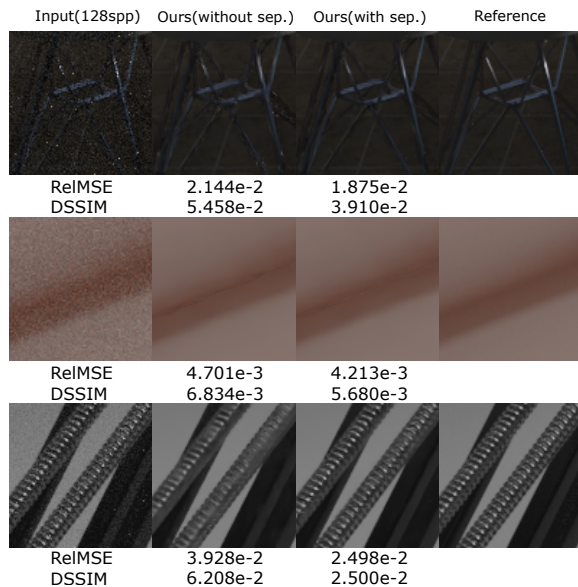 Input(128spp) Ours(without sep.) Ours(with sep.) Reference
RelMSE 2.144e-2 1.875e-2
DSSIM 5.458e-2 3.910e-2
RelMSE 4.701e-3 4.213e-3
DSSIM 6.834e-3 5.680e-3
RelMSE 3.928e-2 2.498e-2
DSSIM 6.208e-2 2.500e-2